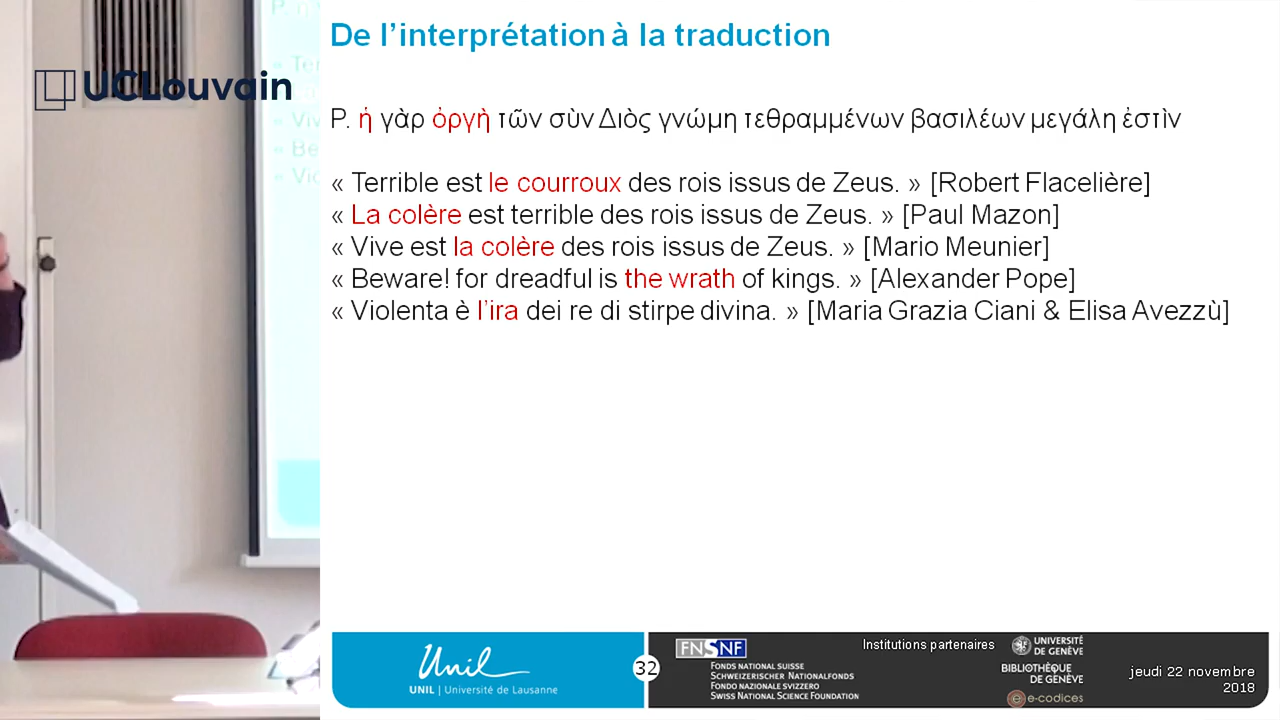 De l’interprétation à la traduction
UCLouvain
P. ἡ γὰρ ὀργὴ τῶν σὺν Διὸς γνώμη τεθραμμένων βασιλέων μεγάλη ἐστὶν
« Terrible est le courroux des rois issus de Zeus. » [Robert Flacelière]
« La colère est terrible des rois issus de Zeus. » [Paul Mazon]
« Vive est la colère des rois issus de Zeus. » [Mario Meunier]
« Beware! for dreadful is the wrath of kings. » [Alexander Pope]
« Violenta è l’ira dei re di stirpe divina. » [Maria Grazia Ciani & Elisa Avezzù]
Unil
UNIL | Université de Lausanne
32
FNSNF
FONDS NATIONAL SUISSE
SCHWEIZERISCHER NATIONALFONDS
FONDO NAZIONALE SVIZZERO
SWISS NATIONAL SCIENCE FOUNDATION
Institutions partenaires
UNIVERSITÉ
DE GENÈVE
BIBLIOTHÈQUE
DE GENÈVE
e-codices
jeudi 22 novembre
2018